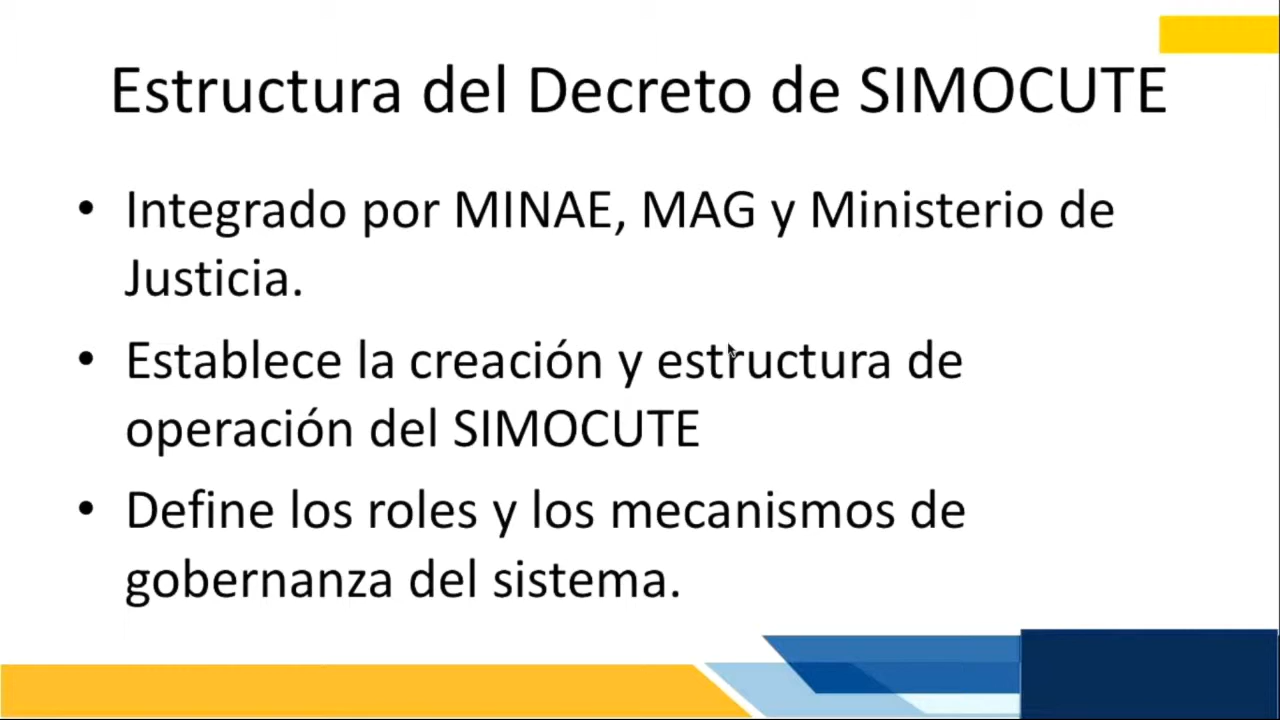 Estructura del Decreto de SIMOCUTE
• Integrado por MINAE, MAG y Ministerio de
Justicia.
• Establece la creación y estructura de
operación del SIMOCUTE
• Define los roles y los mecanismos de
gobernanza del sistema.